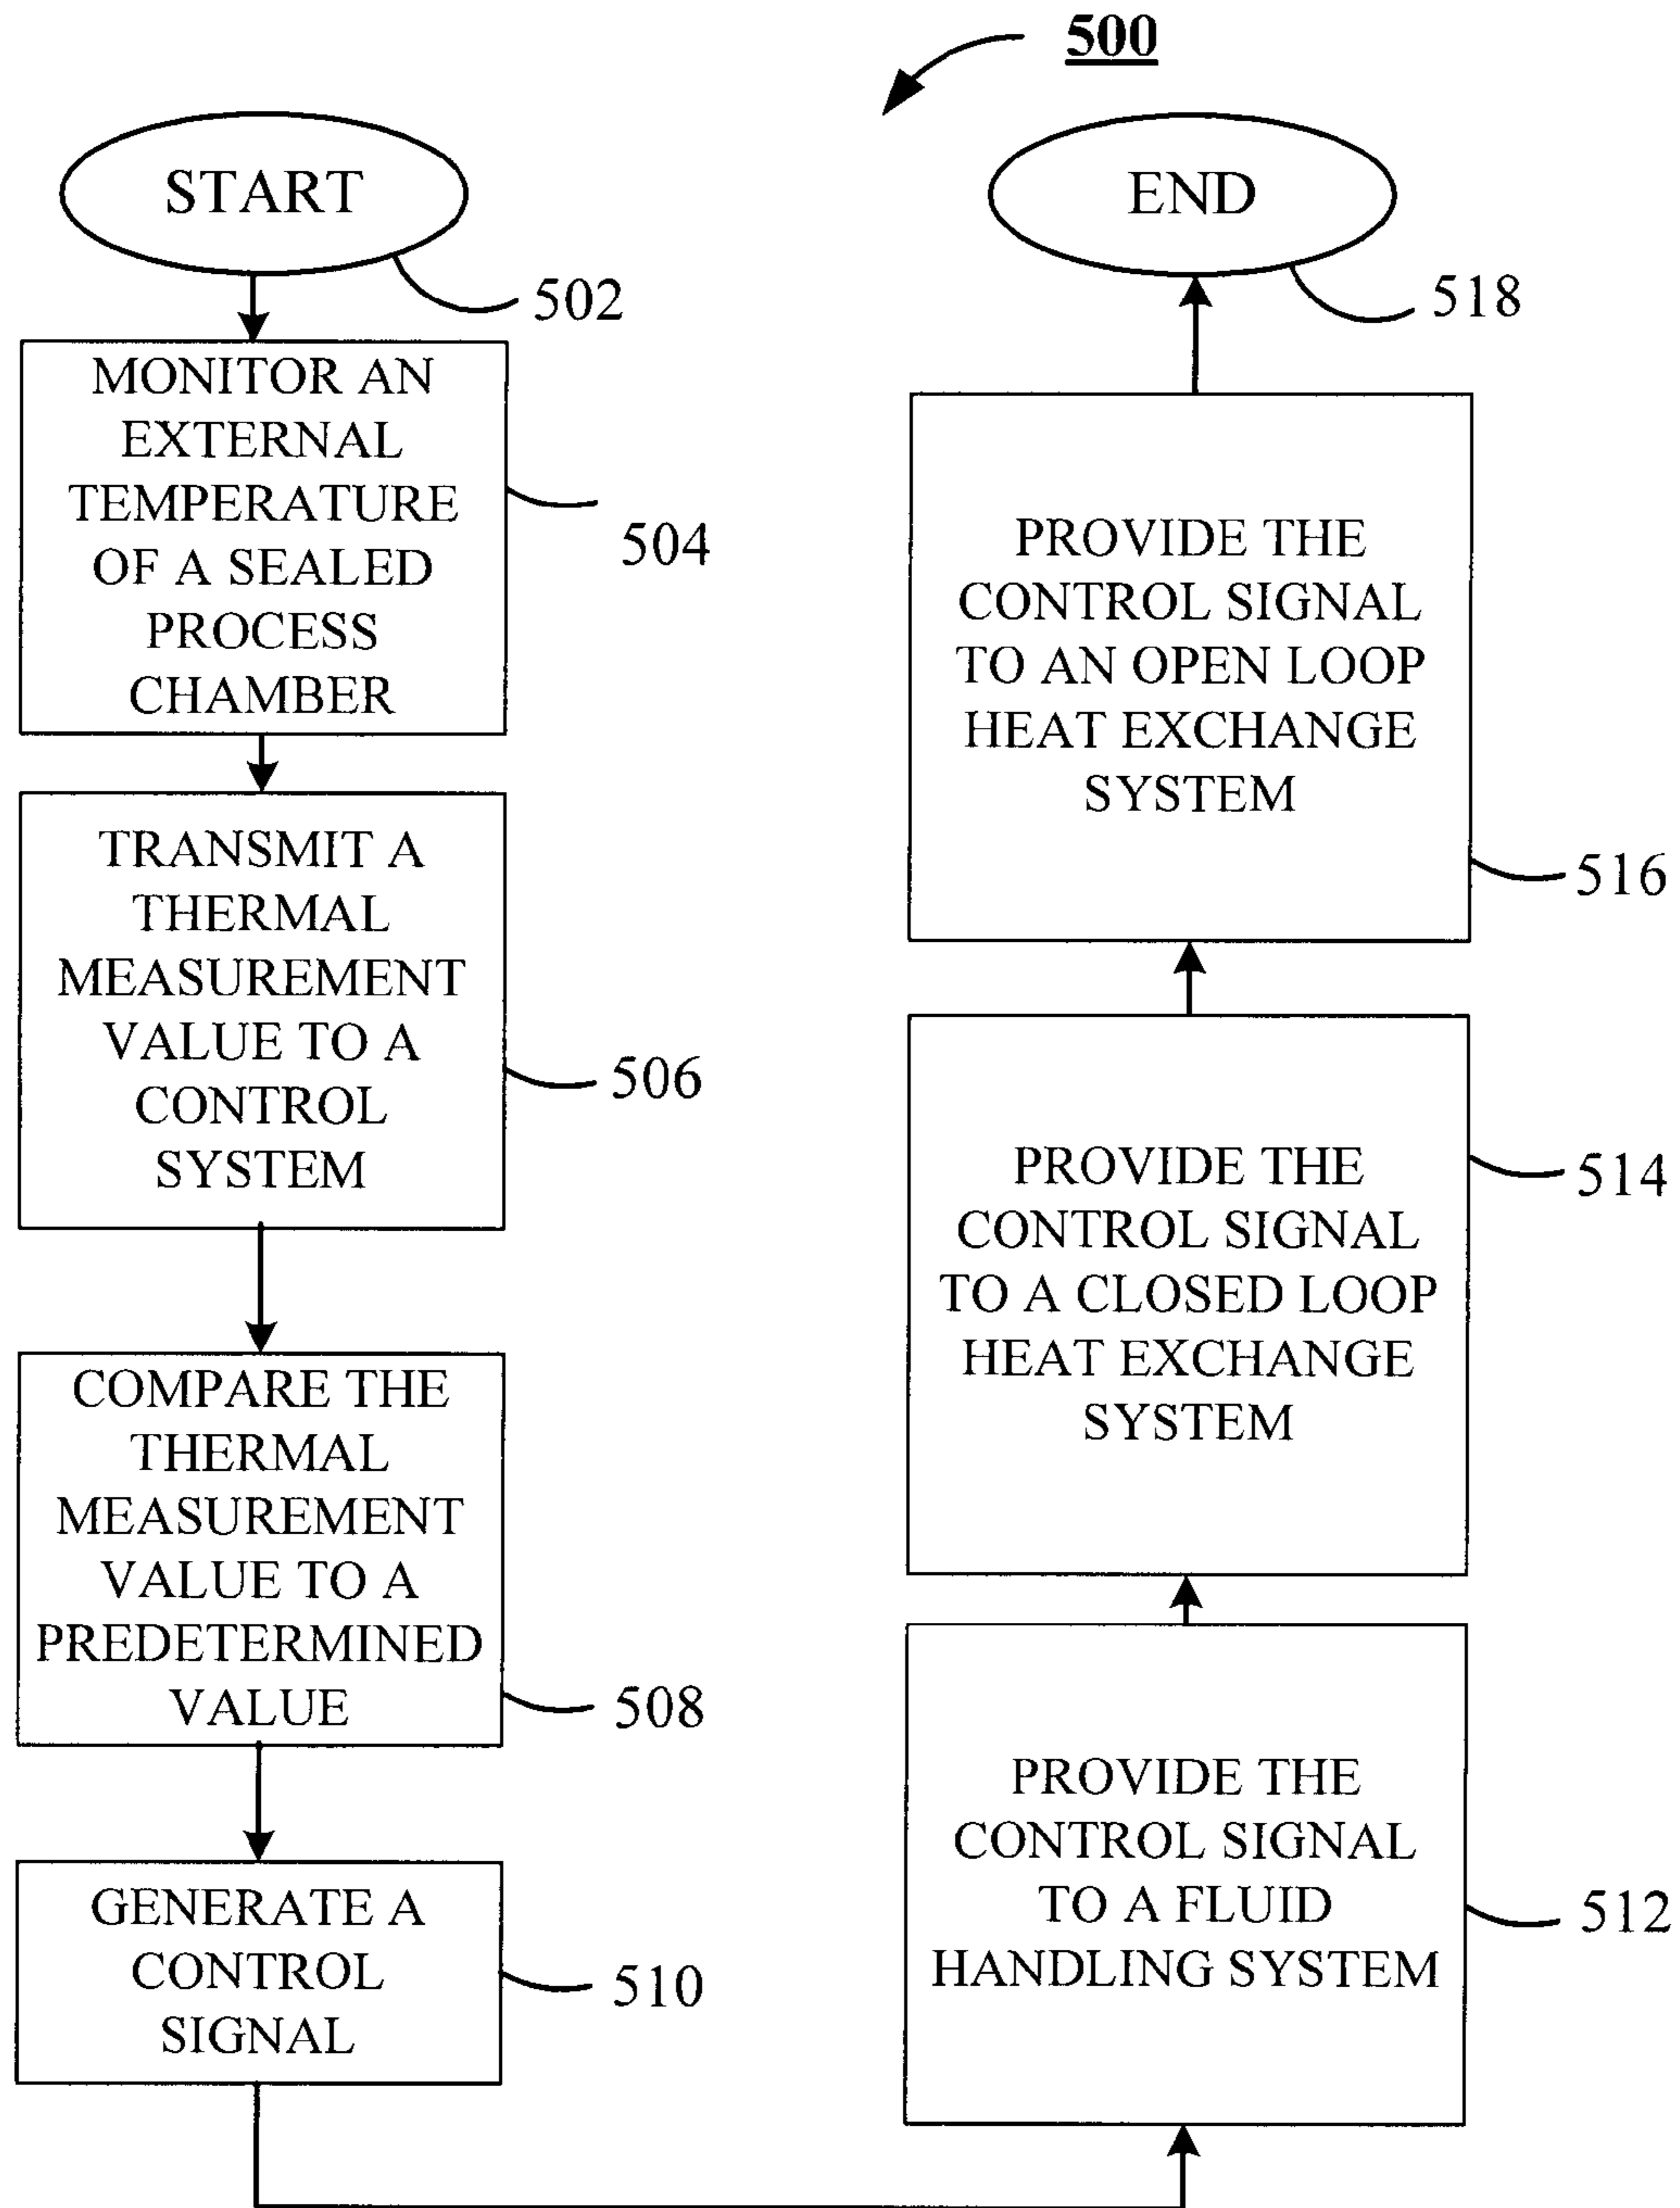 500
START
502
MONITOR AN
EXTERNAL
TEMPERATURE
OF A SEALED
PROCESS
CHAMBER
504
TRANSMIT A
THERMAL
MEASUREMENT
VALUE TO A
CONTROL
SYSTEM
506
COMPARE THE
THERMAL
MEASUREMENT
VALUE TO A
PREDETERMINED
VALUE
508
GENERATE A
CONTROL
SIGNAL
510
PROVIDE THE
CONTROL SIGNAL
TO A FLUID
HANDLING SYSTEM
512
PROVIDE THE
CONTROL SIGNAL
TO A CLOSED LOOP
HEAT EXCHANGE
SYSTEM
514
PROVIDE THE
CONTROL SIGNAL
TO AN OPEN LOOP
HEAT EXCHANGE
SYSTEM
516
END
518